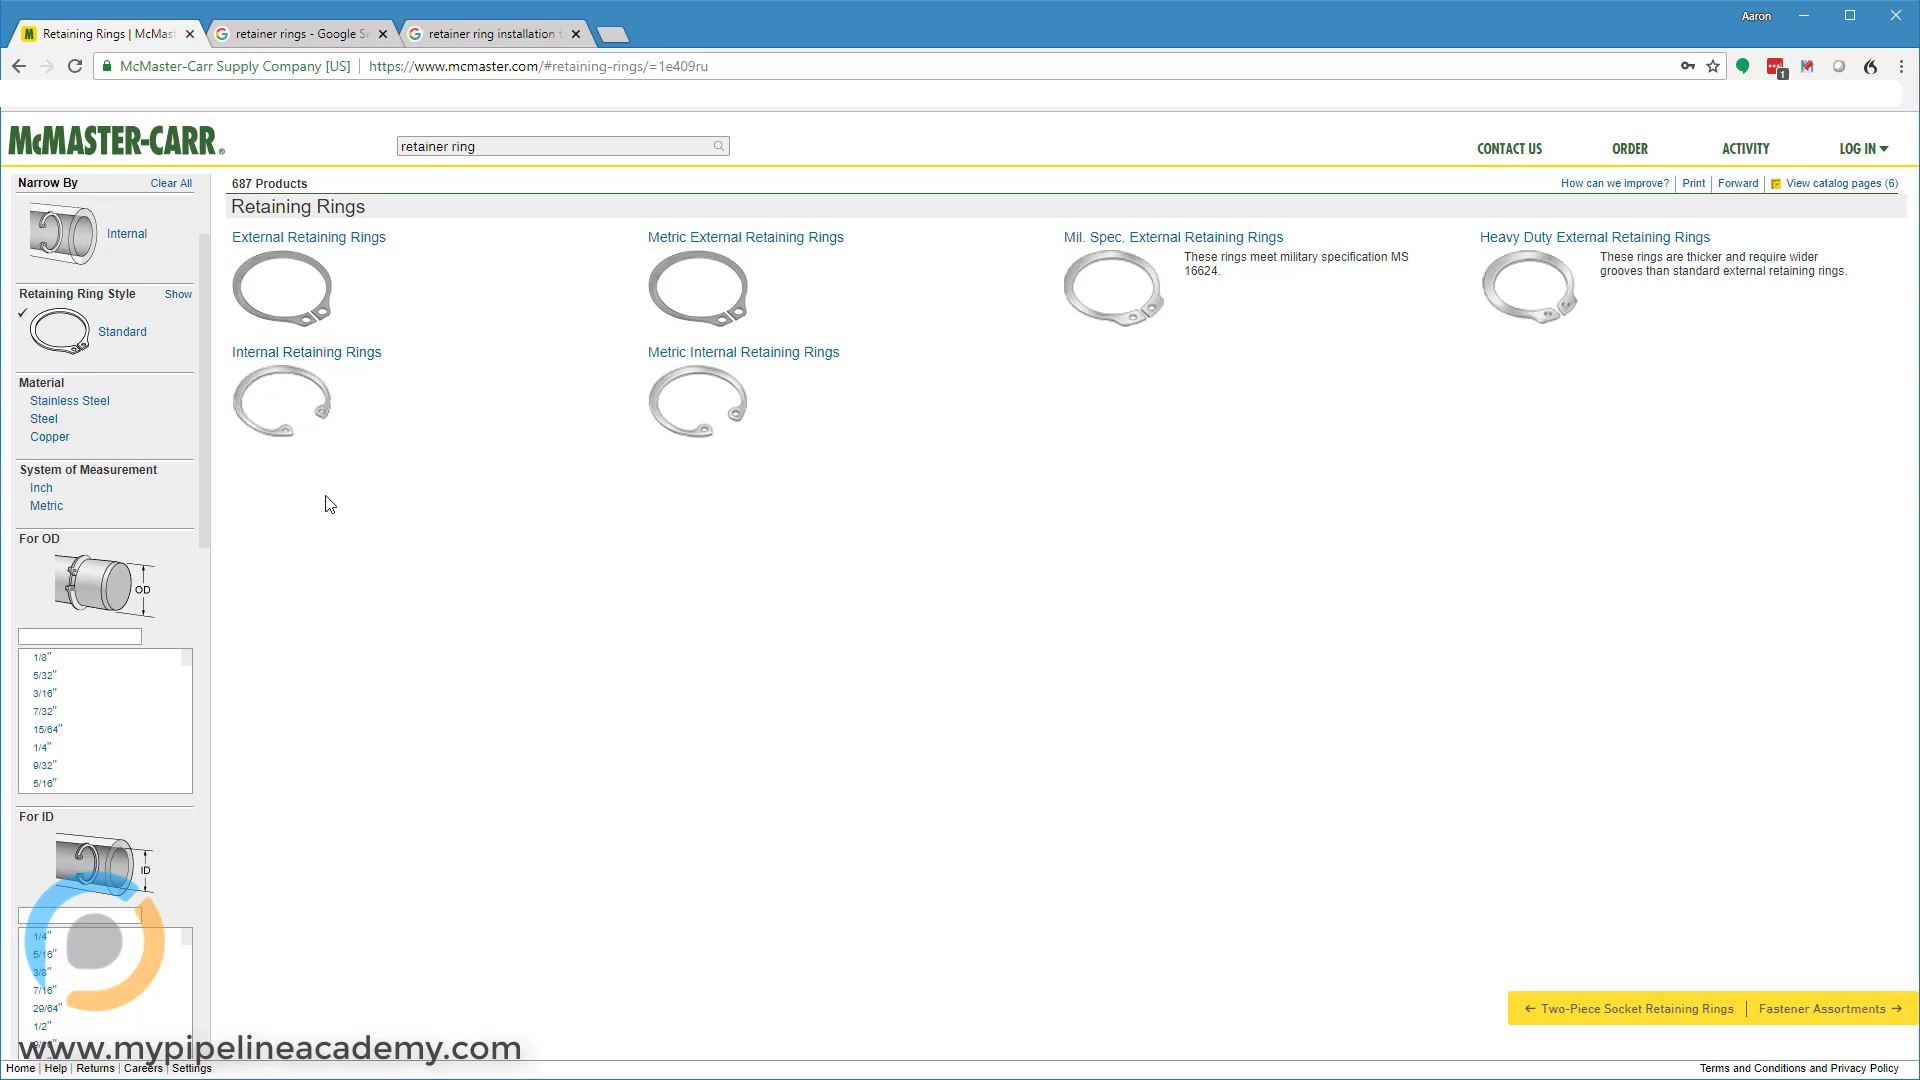 Aaron
Retaining Rings | McMast
retainer rings - Google Se
retainer ring installation t
McMaster-Carr Supply Company [US]
https://www.mcmaster.com/#retaining-rings/=1e409ru
1
McMASTER-CARR®
retainer ring
CONTACT US
ORDER
ACTIVITY
LOG IN
Narrow By
Clear All
Internal
Retaining Ring Style
Show
Standard
Material
Stainless Steel
Steel
Copper
System of Measurement
Inch
Metric
For OD
OD
1/8"
5/32"
3/16"
7/32"
15/64"
1/4"
9/32"
5/16"
For ID
ID
1/4"
5/16"
3/8"
7/16"
29/64"
1/2"
687 Products
How can we improve?
Print
Forward
View catalog pages (6)
Retaining Rings
External Retaining Rings
Metric External Retaining Rings
Mil. Spec. External Retaining Rings
These rings meet military specification MS
16624.
Heavy Duty External Retaining Rings
These rings are thicker and require wider
grooves than standard external retaining rings.
Internal Retaining Rings
Metric Internal Retaining Rings
← Two-Piece Socket Retaining Rings
Fastener Assortments →
www.mypipelineacademy.com
Home | Help | Returns | Careers | Settings
Terms and Conditions and Privacy Policy